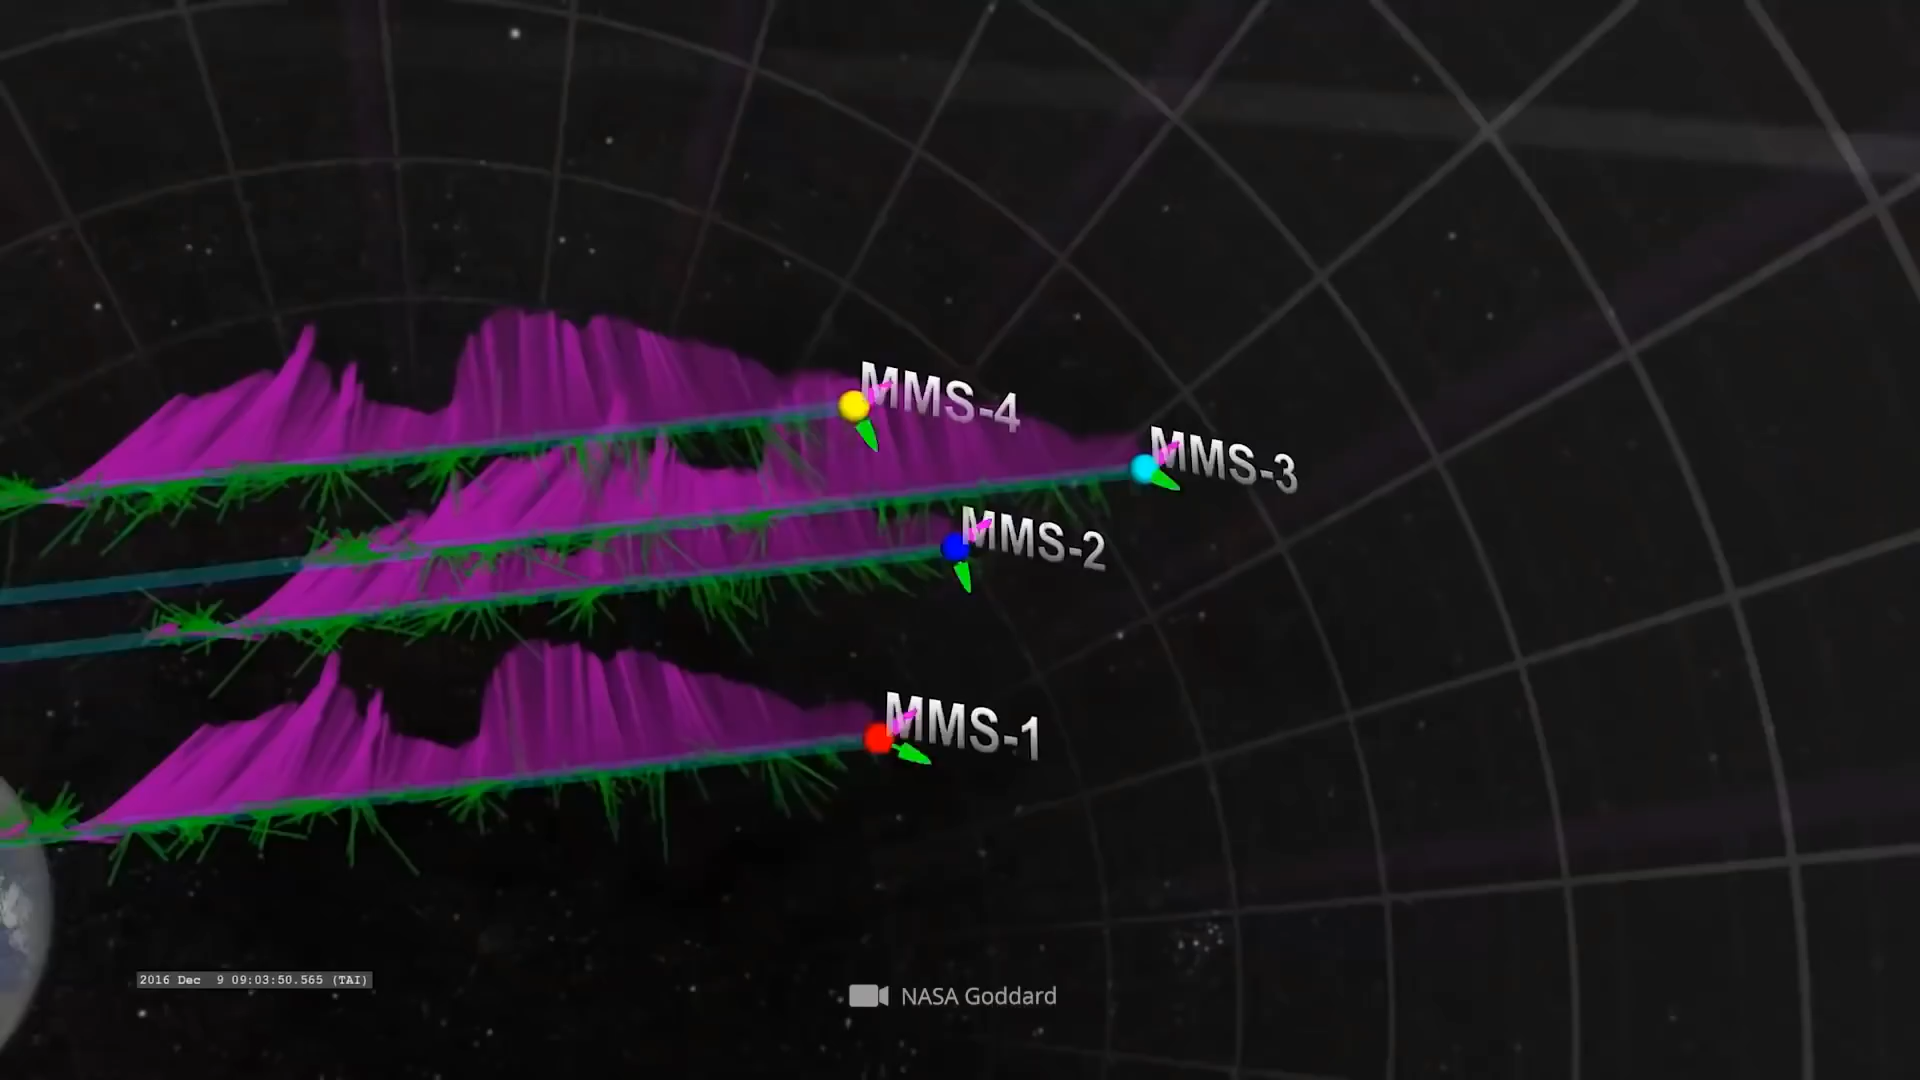 MMS-4
MMS-3
MMS-2
MMS-1
2016 Dec  9 09:03:50.565 (TAI)
NASA Goddard